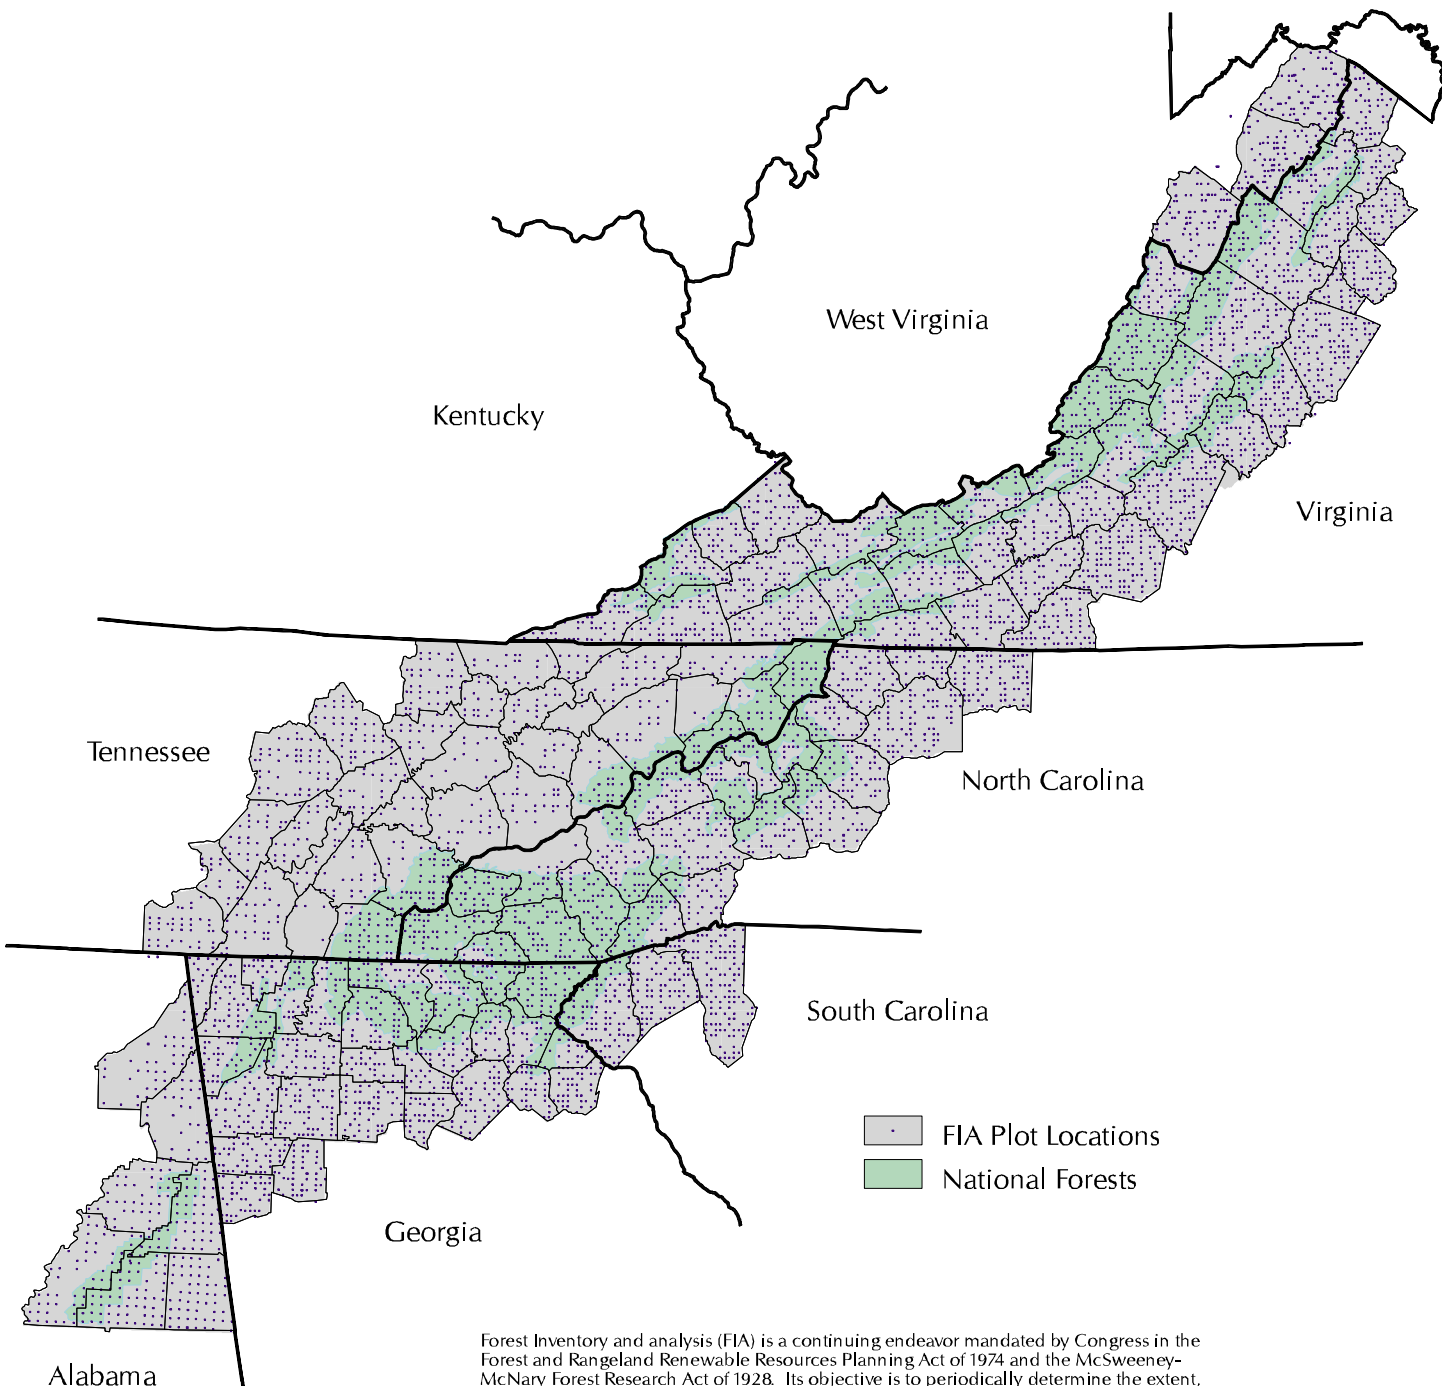 West Virginia
Kentucky
Virginia
Tennessee
North Carolina
South Carolina
FIA Plot Locations
National Forests
Georgia
Forest Inventory and analysis (FIA) is a continuing endeavor mandated by Congress in the
Forest and Rangeland Renewable Resources Planning Act of 1974 and the McSweeney-
McNary Forest Research Act of 1928. Its objective is to periodically determine the extent,
Alabama